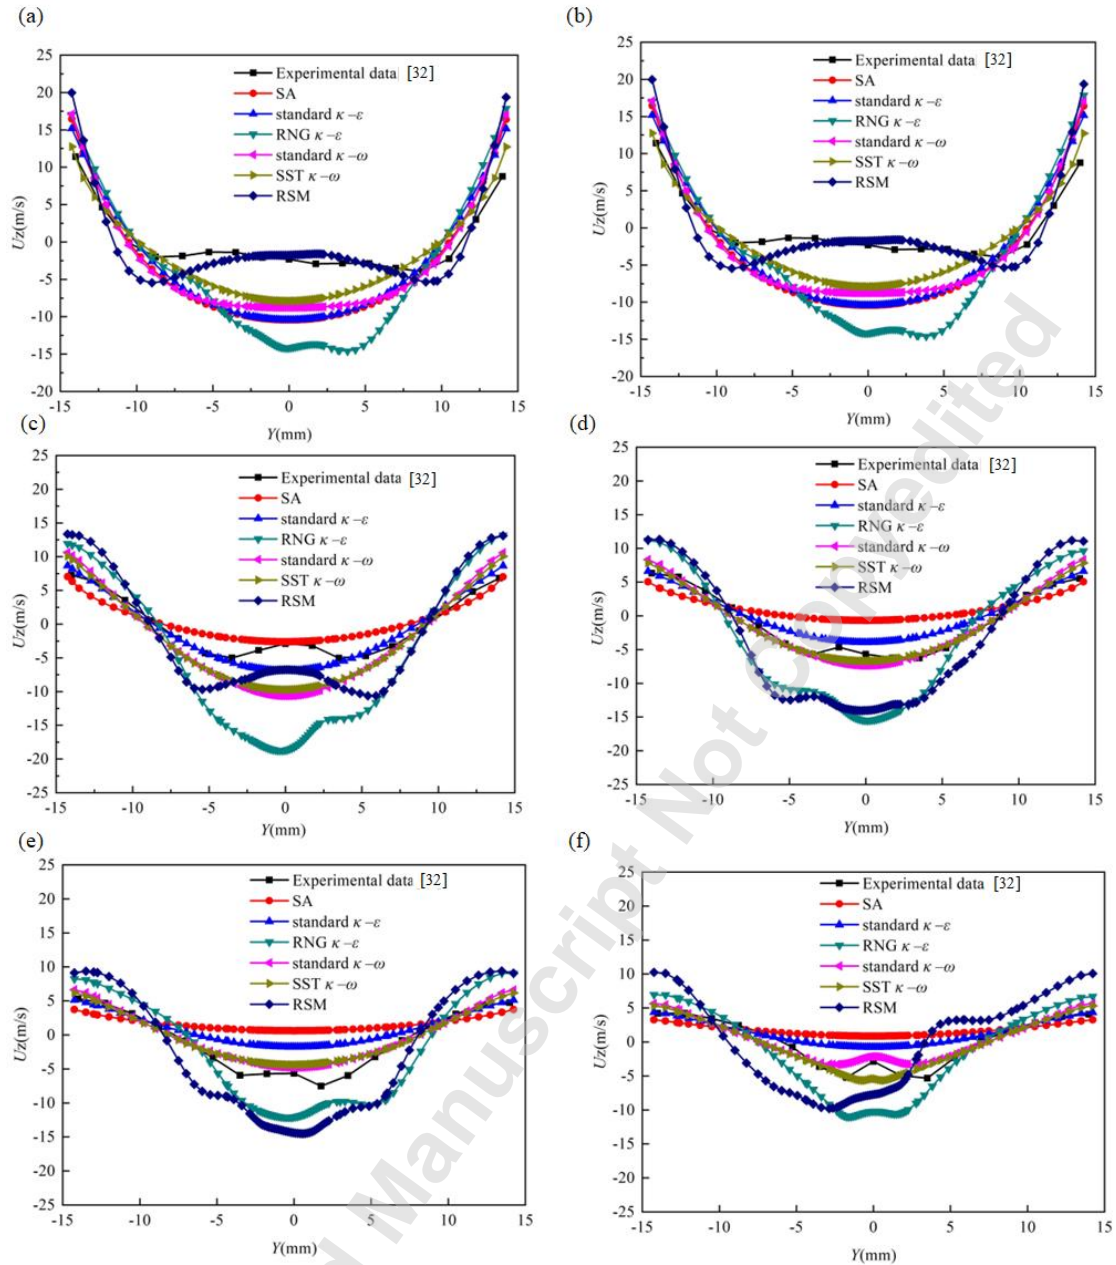 (a)
25
20
15
10
5
0
-5
-10
-15
-20
Uz(m/s)
Experimental data [32]
SA
standard κ–ε
RNG κ–ε
standard κ–ω
SST κ–ω
RSM
-15 -10 -5 0 5 10 15
Y(mm)
(b)
25
20
15
10
5
0
-5
-10
-15
-20
Uz(m/s)
Experimental data [32]
SA
standard κ–ε
RNG κ–ε
standard κ–ω
SST κ–ω
RSM
-15 -10 -5 0 5 10 15
Y(mm)
(c)
25
20
15
10
5
0
-5
-10
-15
-20
-25
Uz(m/s)
Experimental data [32]
SA
standard κ–ε
RNG κ–ε
standard κ–ω
SST κ–ω
RSM
-15 -10 -5 0 5 10 15
Y(mm)
(d)
25
20
15
10
5
0
-5
-10
-15
-20
-25
Uz(m/s)
Experimental data [32]
SA
standard κ–ε
RNG κ–ε
standard κ–ω
SST κ–ω
RSM
-15 -10 -5 0 5 10 15
Y(mm)
(e)
25
20
15
10
5
0
-5
-10
-15
-20
-25
Uz(m/s)
Experimental data [32]
SA
standard κ–ε
RNG κ–ε
standard κ–ω
SST κ–ω
RSM
-15 -10 -5 0 5 10 15
Y(mm)
(f)
25
20
15
10
5
0
-5
-10
-15
-20
-25
Uz(m/s)
Experimental data [32]
SA
standard κ–ε
RNG κ–ε
standard κ–ω
SST κ–ω
RSM
-15 -10 -5 0 5 10 15
Y(mm)
d Manuscript Not Copyedited